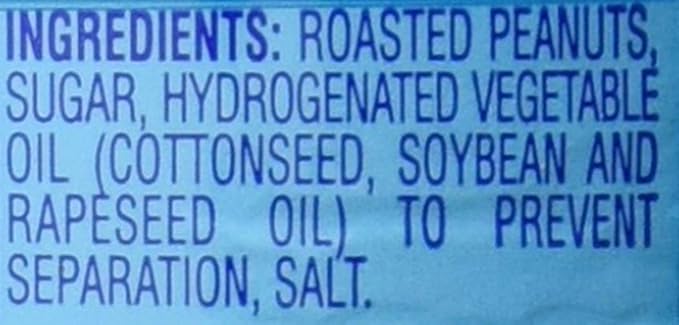 INGREDIENTS: ROASTED PEANUTS,
SUGAR, HYDROGENATED VEGETABLE
OIL (COTTONSEED, SOYBEAN AND
RAPESEED OIL) TO PREVENT
SEPARATION, SALT.